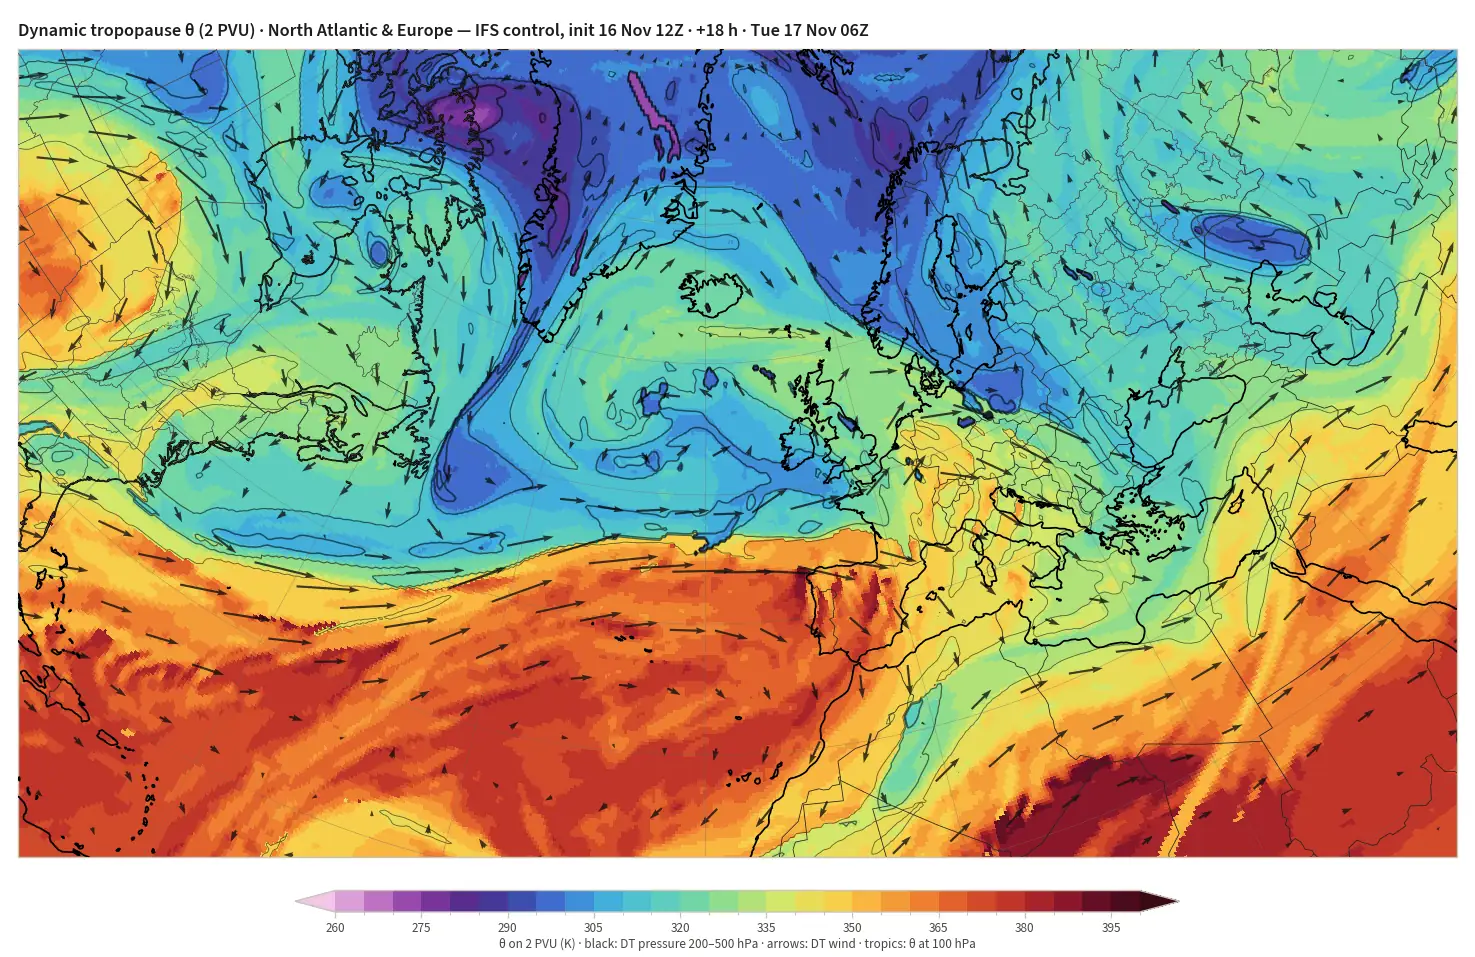 Dynamic tropopause θ (2 PVU) · North Atlantic & Europe — IFS control, init 16 Nov 12Z · +18 h · Tue 17 Nov 06Z
260 275 290 305 320 335 350 365 380 395
θ on 2 PVU (K) · black: DT pressure 200–500 hPa · arrows: DT wind · tropics: θ at 100 hPa